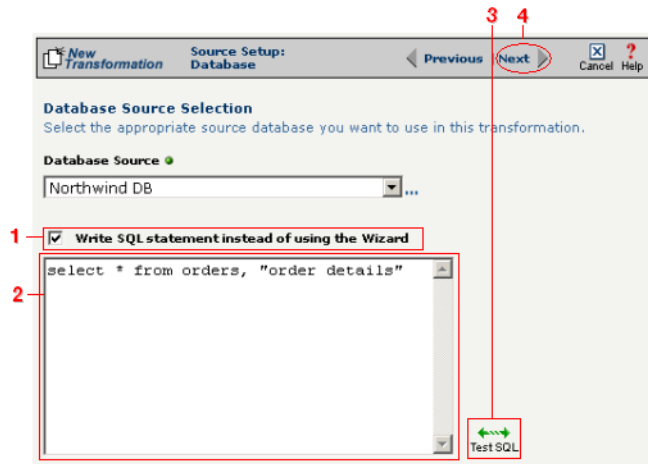 3 4
New
Transformation
Source Setup:
Database
Previous
Next
Cancel
Help
Database Source Selection
Select the appropriate source database you want to use in this transformation.
Database Source
Northwind DB
...
1
Write SQL statement instead of using the Wizard
2
select * from orders, "order details"
Test SQL